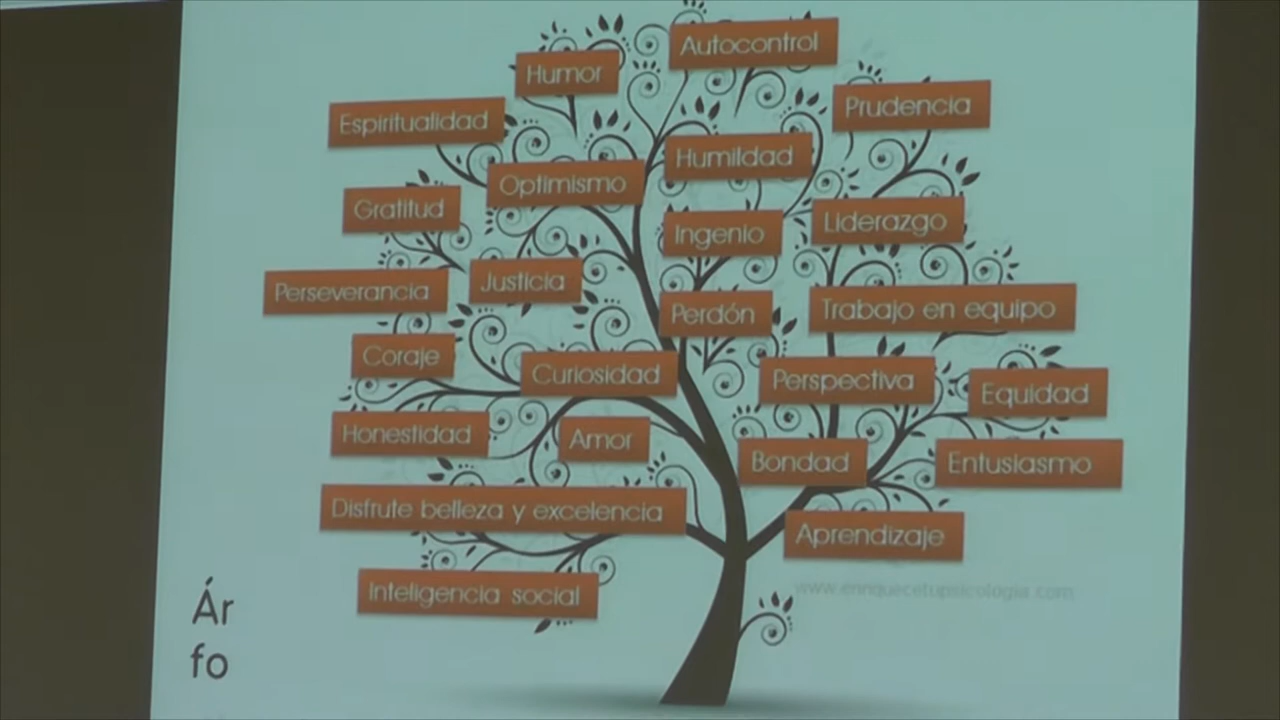 Autocontrol
Humor
Prudencia
Espiritualidad
Humildad
Optimismo
Gratitud
Liderazgo
Ingenio
Justicia
Perseverancia
Trabajo en equipo
Perdón
Coraje
Curiosidad
Perspectiva
Equidad
Honestidad
Amor
Bondad
Entusiasmo
Disfrute belleza y excelencia
Aprendizaje
Inteligencia social
www.enriquecetupsicologia.com
Ár
fo